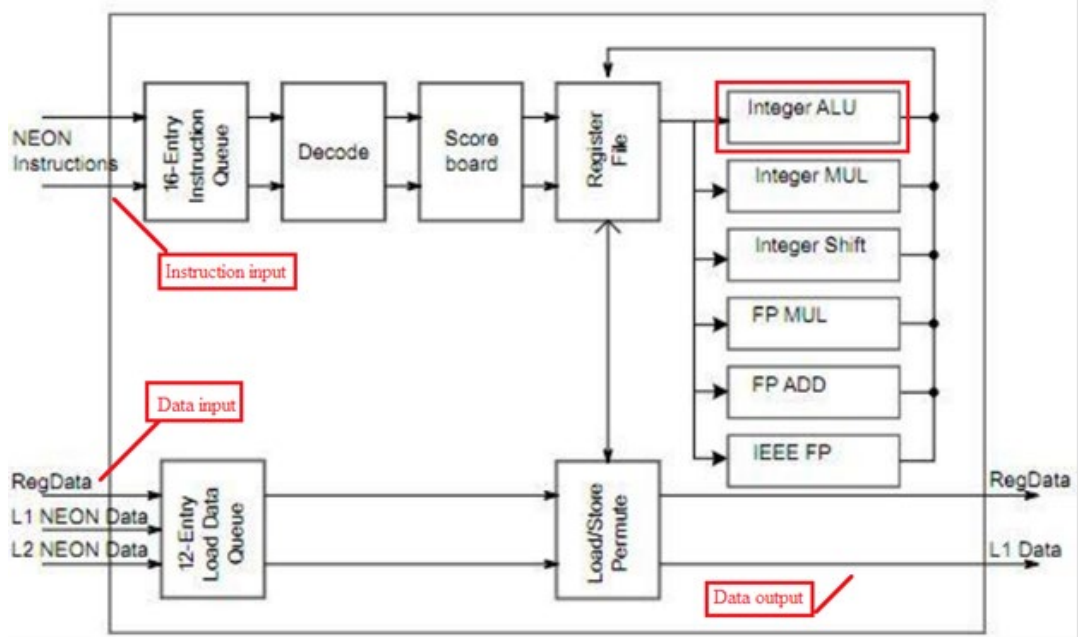 NEON
Instructions
16-Entry
Instruction
Queue
Decode
Score
board
Register
File
Integer ALU
Integer MUL
Integer Shift
FP MUL
FP ADD
IEEE FP
Instruction input
Data input
RegData
L1 NEON Data
L2 NEON Data
12-Entry
Load Data
Queue
Load/Store
Permute
RegData
L1 Data
Data output